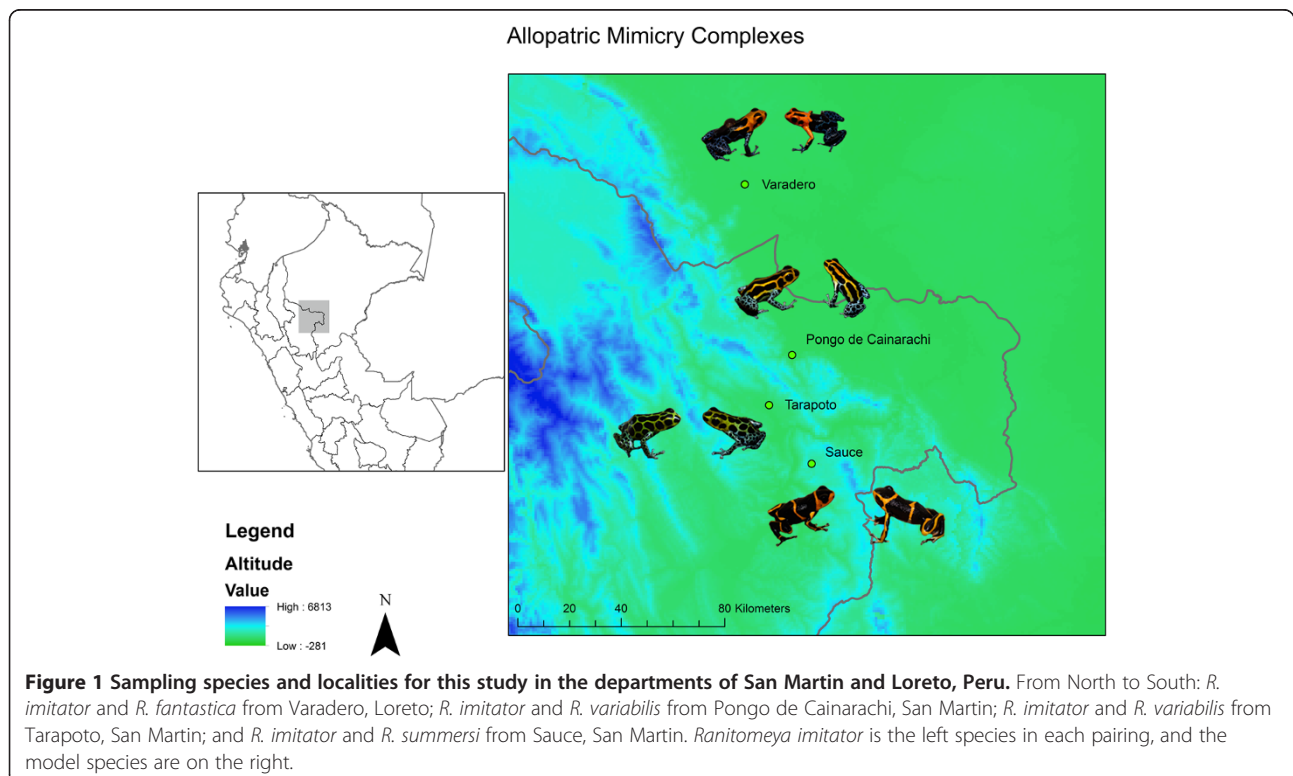 Allopatric Mimicry Complexes
Varadero
Pongo de Cainarachi
Tarapoto
Sauce
Legend
Altitude
Value
High : 6813
Low : -281
N
0 20 40 80 Kilometers
Figure 1 Sampling species and localities for this study in the departments of San Martin and Loreto, Peru. From North to South: R.
imitator and R. fantastica from Varadero, Loreto; R. imitator and R. variabilis from Pongo de Cainarachi, San Martin; R. imitator and R. variabilis from
Tarapoto, San Martin; and R. imitator and R. summersi from Sauce, San Martin. Ranitomeya imitator is the left species in each pairing, and the
model species are on the right.